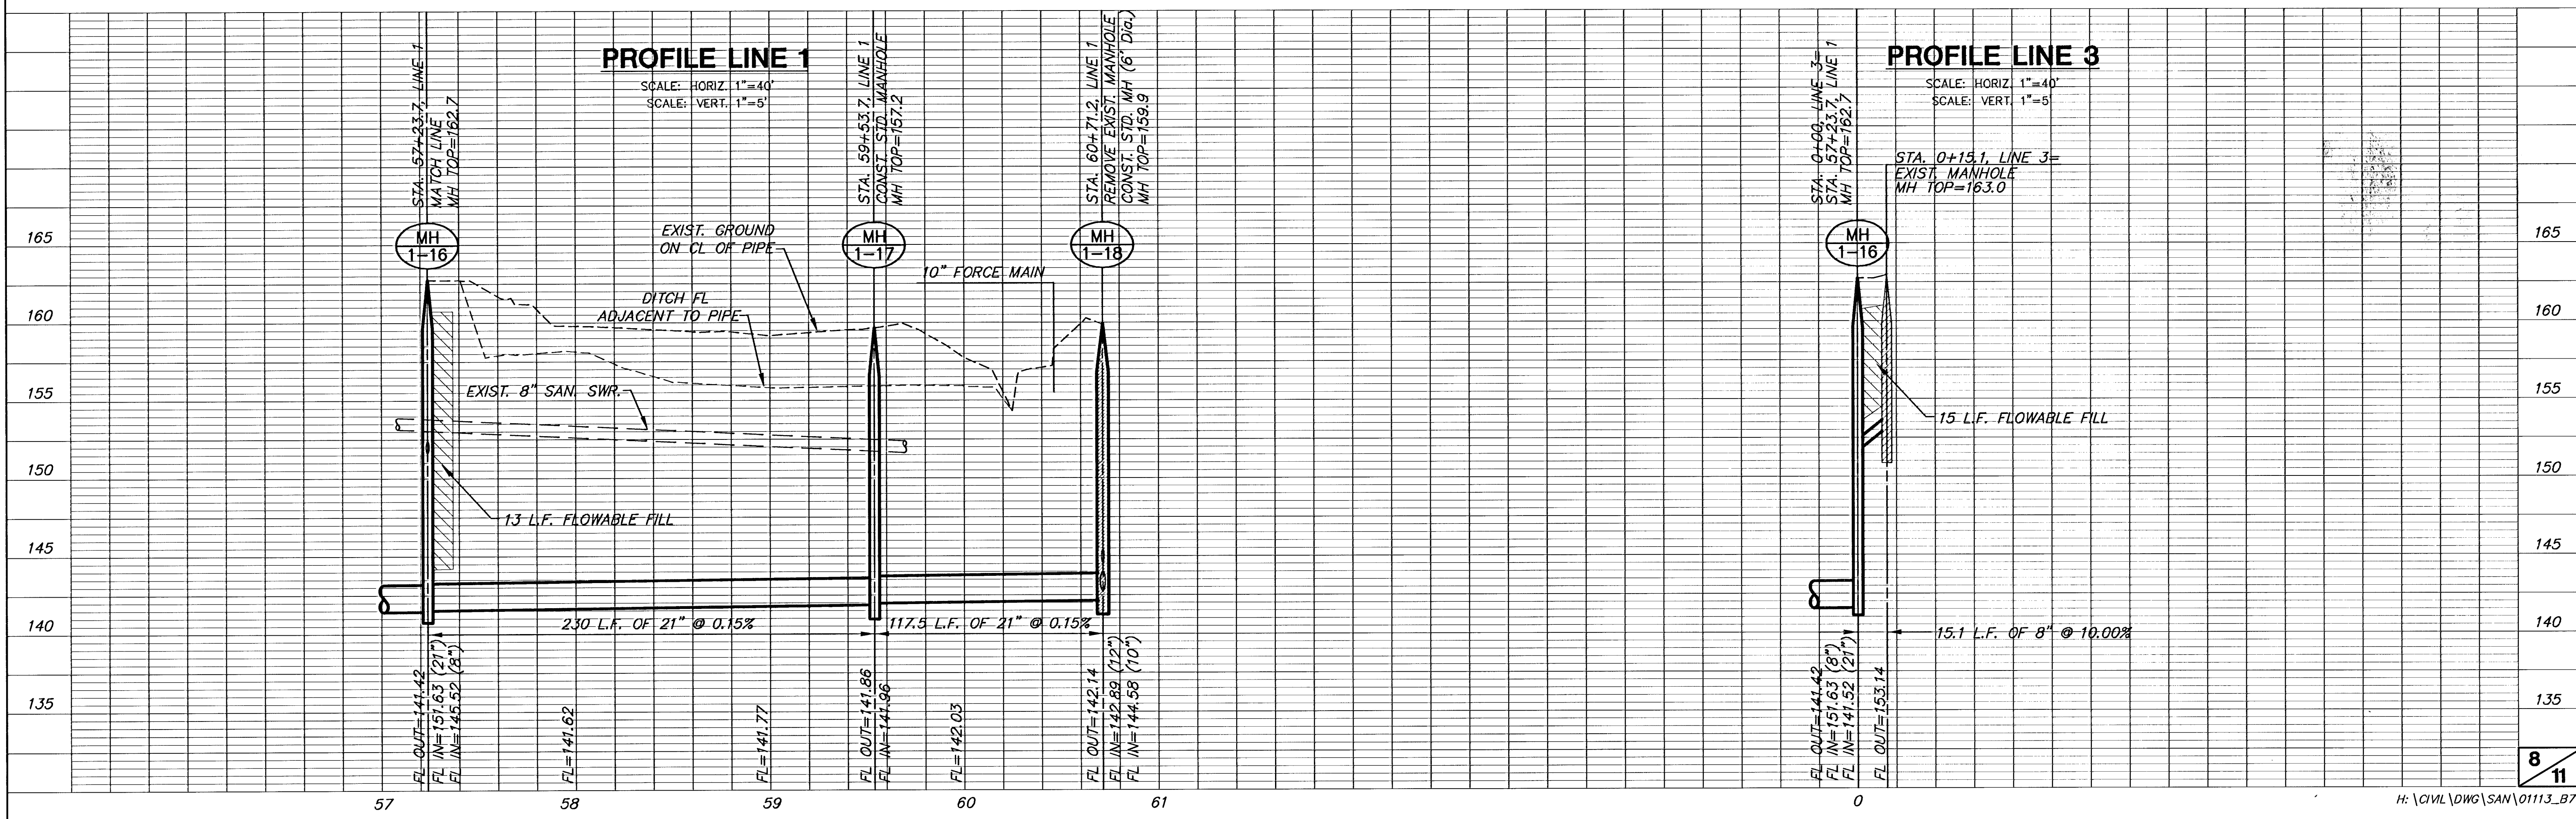 PROFILE LINE 1
SCALE: HORIZ. 1"=40'
SCALE: VERT. 1"=5'
STA. 57+23.7, LINE 1
MATCH LINE
MH TOP=162.7
STA. 59+53.7, LINE 1
CONST. STD. MANHOLE
MH TOP=157.2
STA. 60+71.2, LINE 1
REMOVE EXIST. MANHOLE
CONST. STD. MH (6' Dia.)
MH TOP=159.9
MH
1-16
MH
1-17
MH
1-18
EXIST. GROUND
ON CL OF PIPE
10" FORCE MAIN
DITCH FL
ADJACENT TO PIPE
EXIST. 8" SAN. SWR.
13 L.F. FLOWABLE FILL
230 L.F. OF 21" @ 0.15%
117.5 L.F. OF 21" @ 0.15%
165
160
155
150
145
140
135
FL OUT=141.42
FL IN=151.63 (21")
FL IN=145.52 (8")
FL=141.62
FL=141.77
FL OUT=141.86
FL IN=141.96
FL=142.03
FL OUT=142.14
FL IN=142.89 (12")
FL IN=144.58 (10")
57
58
59
60
61
PROFILE LINE 3
SCALE: HORIZ. 1"=40'
SCALE: VERT. 1"=5'
STA. 0+00, LINE 3=
STA. 57+23.7, LINE 1
MH TOP=162.7
STA. 0+15.1, LINE 3=
EXIST. MANHOLE
MH TOP=163.0
MH
1-16
15 L.F. FLOWABLE FILL
15.1 L.F. OF 8" @ 10.00%
FL OUT=141.42
FL IN=151.63 (8")
FL IN=141.52 (21")
FL OUT=153.14
0
165
160
155
150
145
140
135
8
11
H:\CIVIL\DWG\SAN\01113_B7